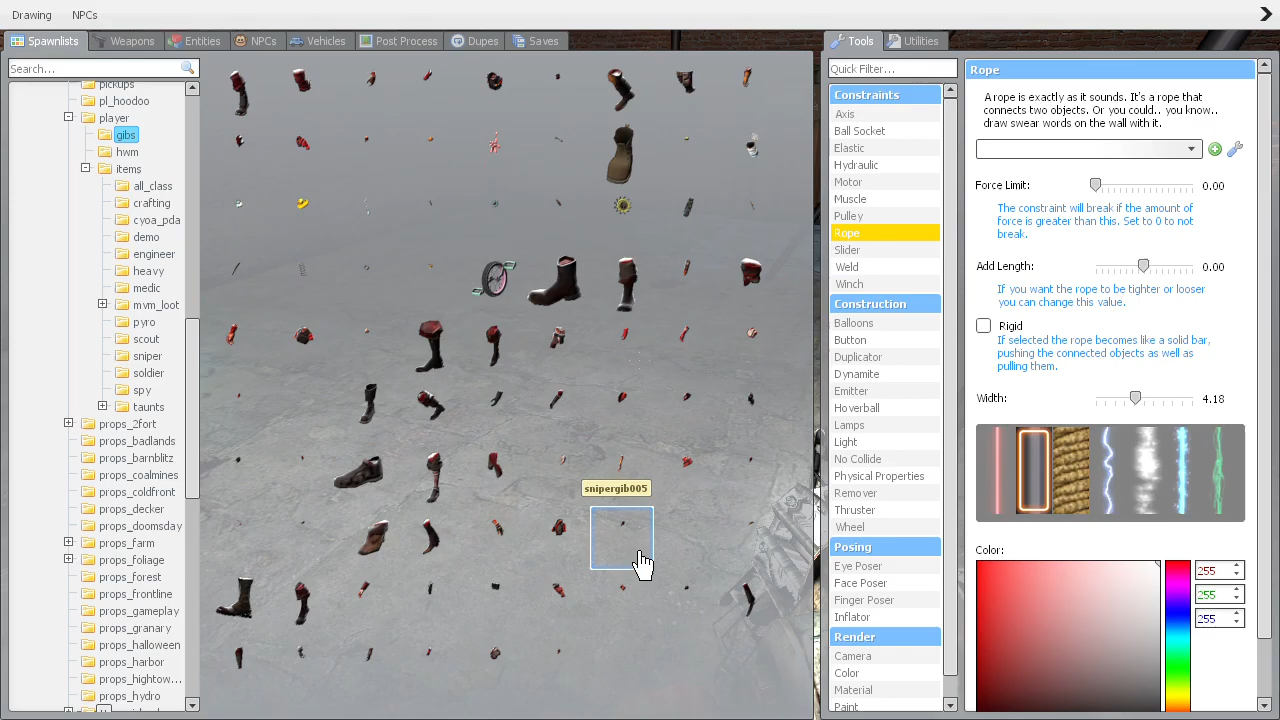 Drawing NPCs
Spawnlists Weapons Entities NPCs Vehicles Post Process Dupes Saves
Tools Utilities
Search...
pickups
pl_hoodoo
player
gibs
hwm
items
all_class
crafting
cyoa_pda
demo
engineer
heavy
medic
mvm_loot
pyro
scout
sniper
soldier
spy
taunts
props_2fort
props_badlands
props_barnblitz
props_coalmines
props_coldfront
props_decker
props_doomsday
props_farm
props_foliage
props_forest
props_frontline
props_gameplay
props_granary
props_halloween
props_harbor
props_highbrow...
props_hydro
snipergib005
Quick Filter...
Constraints
Axis
Ball Socket
Elastic
Hydraulic
Motor
Muscle
Pulley
Rope
Slider
Weld
Winch
Construction
Balloons
Button
Duplicator
Dynamite
Emitter
Hoverball
Lamps
Light
No Collide
Physical Properties
Remover
Thruster
Wheel
Posing
Eye Poser
Face Poser
Finger Poser
Inflator
Render
Camera
Color
Material
Paint
Rope
A rope is exactly as it sounds. It's a rope that
connects two objects. Or you could.. you know..
draw swear words on the wall with it.
Force Limit: 0.00
The constraint will break if the amount of
force is greater than this. Set to 0 to not
break.
Add Length: 0.00
If you want the rope to be tighter or looser
you can change this value.
Rigid
If selected the rope becomes like a solid bar,
pushing the connected objects as well as
pulling them.
Width: 4.18
Color:
255
255
255